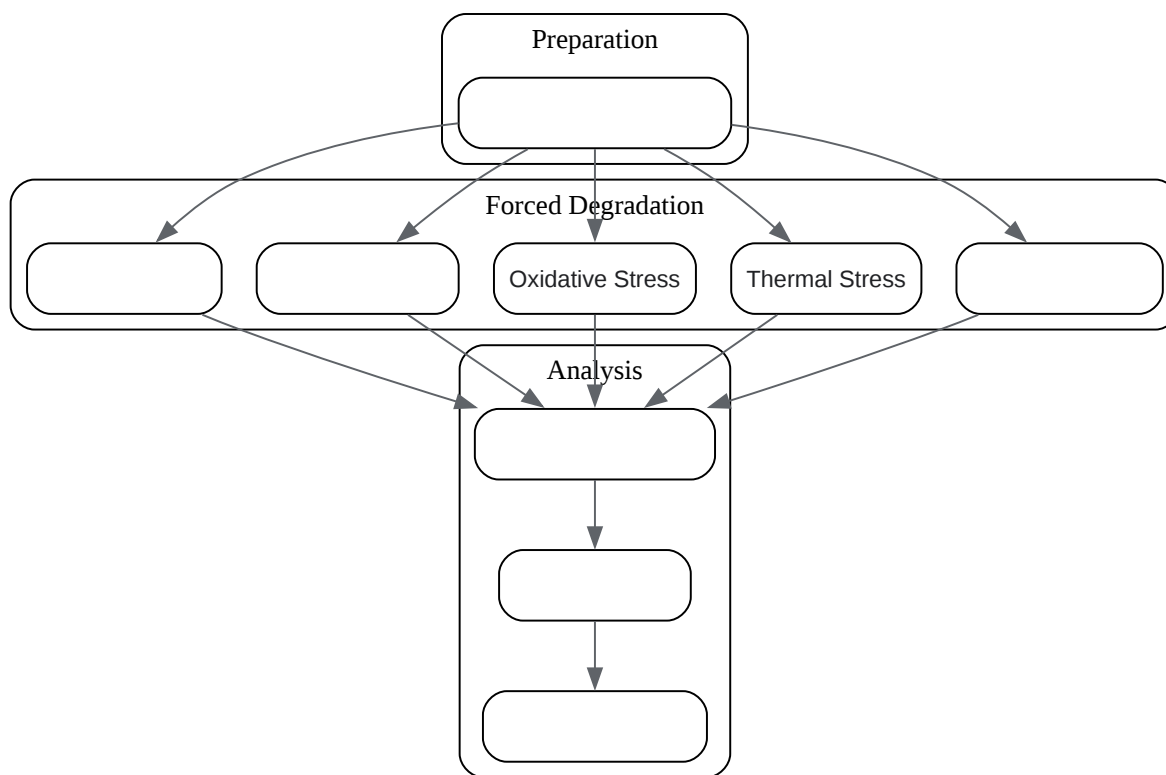 Preparation
Forced Degradation
Oxidative Stress
Thermal Stress
Analysis